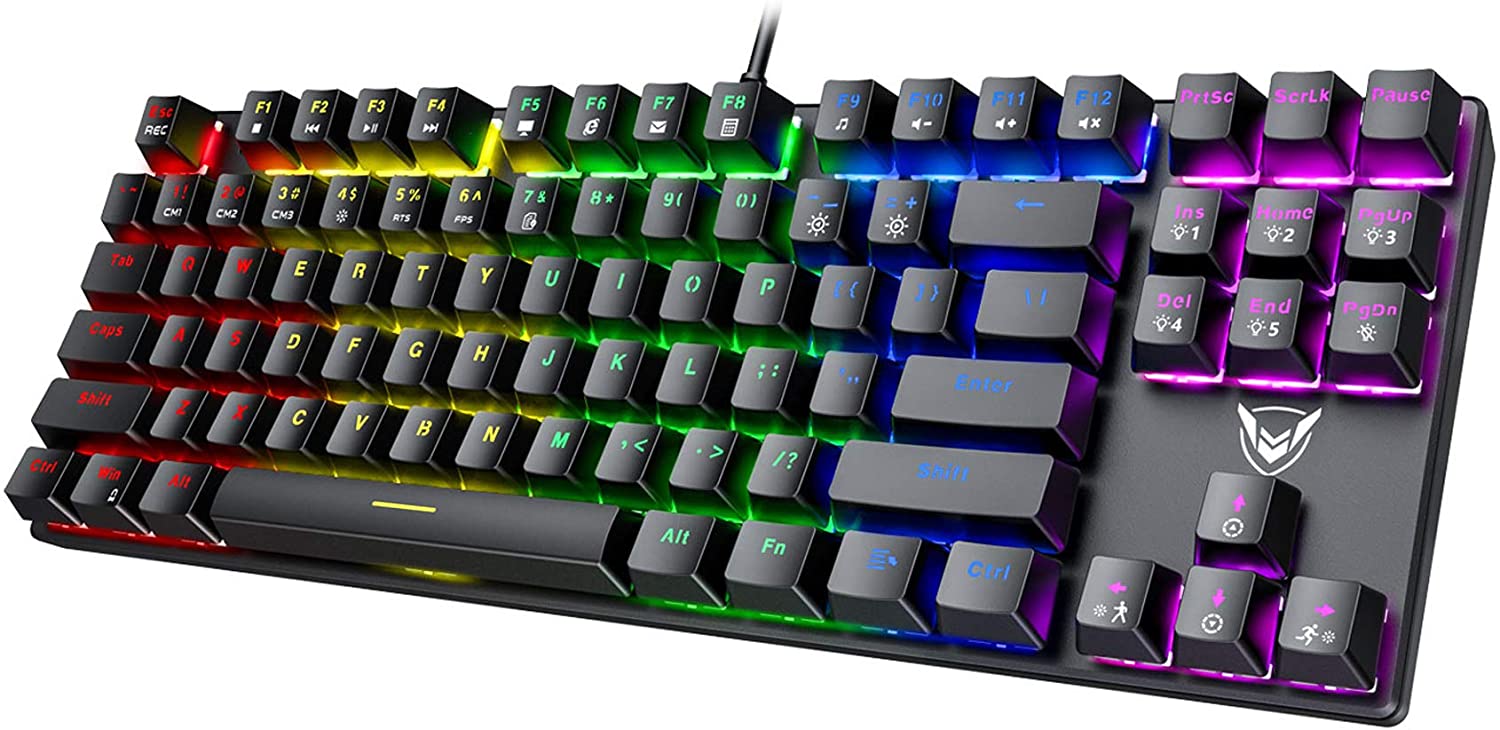 Esc F1 F2 F3 F4 F5 F6 F7 F8 F9 F10 F11 F12 PrtSc ScrLk Pause
REC
~ 1! 2@ 3# 4$ 5% 6^ 7& 8* 9( 0) - _ = + ← Ins Home PgUp
CM1 CM2 CM3 RTS FPS 1 2 3
Tab Q W E R T Y U I O P [{ ]} \| Del End PgDn
4 5
Caps A S D F G H J K L ;: '" Enter
Shift Z X C V B N M ,< .> /? Shift ↑
Ctrl Win Alt Alt Fn Ctrl ← ↓ →